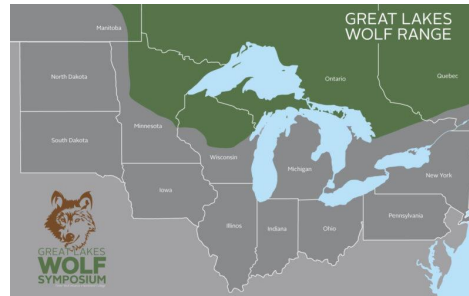 GREAT LAKES
WOLF RANGE
Manitoba
Ontario
Quebec
North Dakota
South Dakota
Minnesota
Wisconsin
Michigan
New York
Iowa
Illinois
Indiana
Ohio
Pennsylvania
GREAT LAKES
WOLF
SYMPOSIUM